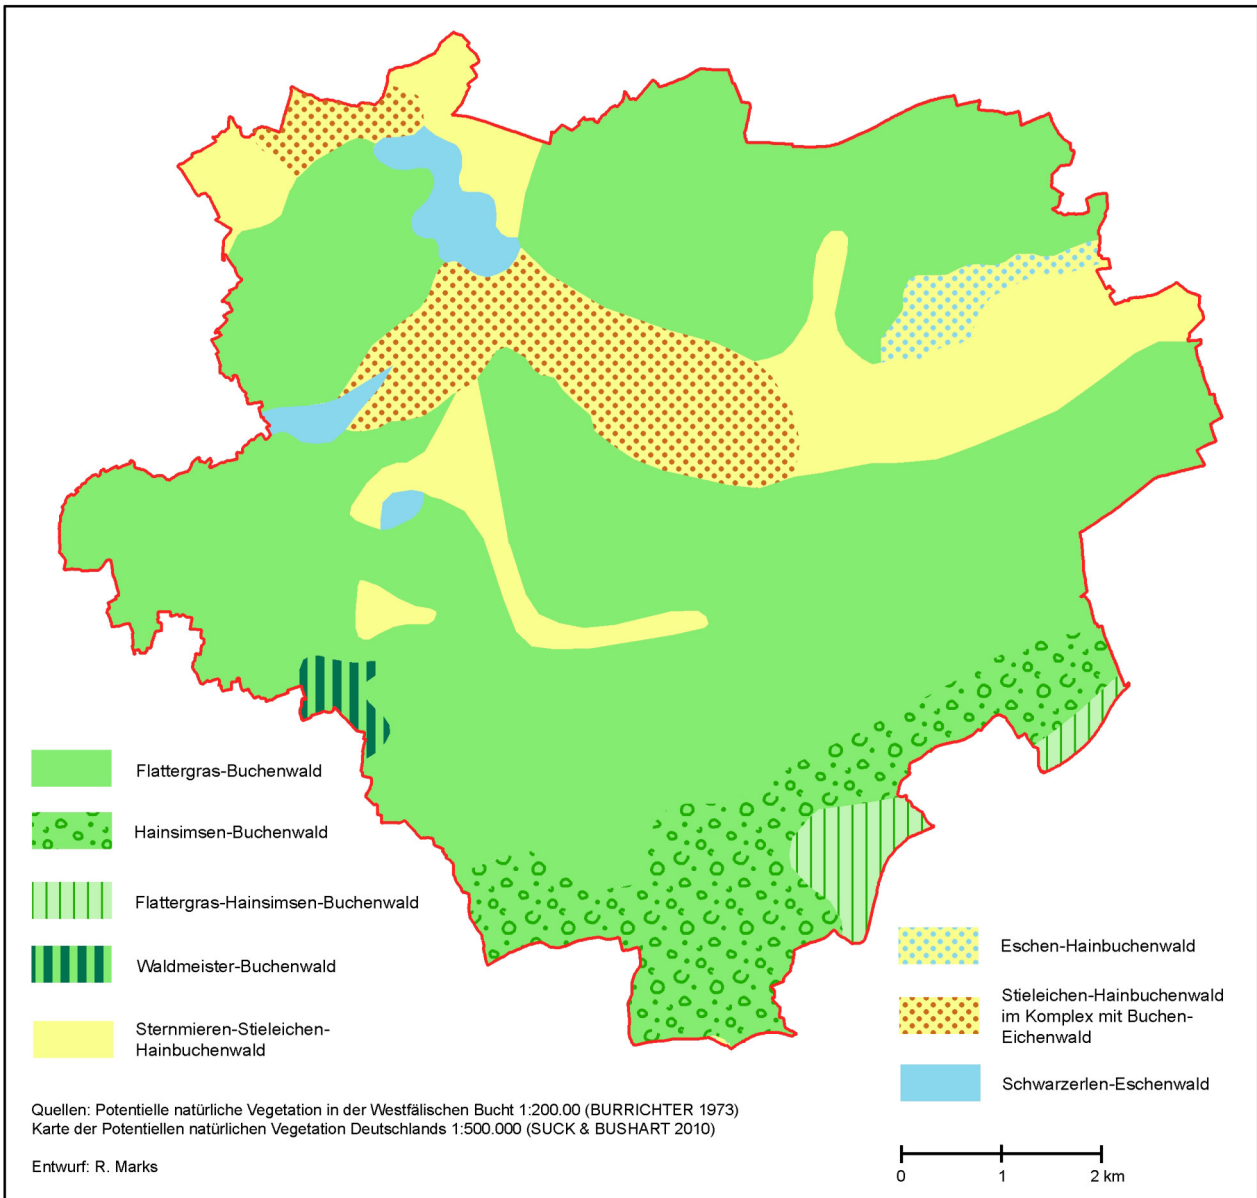 Flattergras-Buchenwald
Hainsimsen-Buchenwald
Flattergras-Hainsimsen-Buchenwald
Waldmeister-Buchenwald
Sternmieren-Stieleichen-
Hainbuchenwald
Eschen-Hainbuchenwald
Stieleichen-Hainbuchenwald
im Komplex mit Buchen-
Eichenwald
Schwarzerlen-Eschenwald
Quellen: Potentielle natürliche Vegetation in der Westfälischen Bucht 1:200.00 (BURRICHTER 1973)
Karte der Potentiellen natürlichen Vegetation Deutschlands 1:500.000 (SUCK & BUSHART 2010)
Entwurf: R. Marks
0 1 2 km